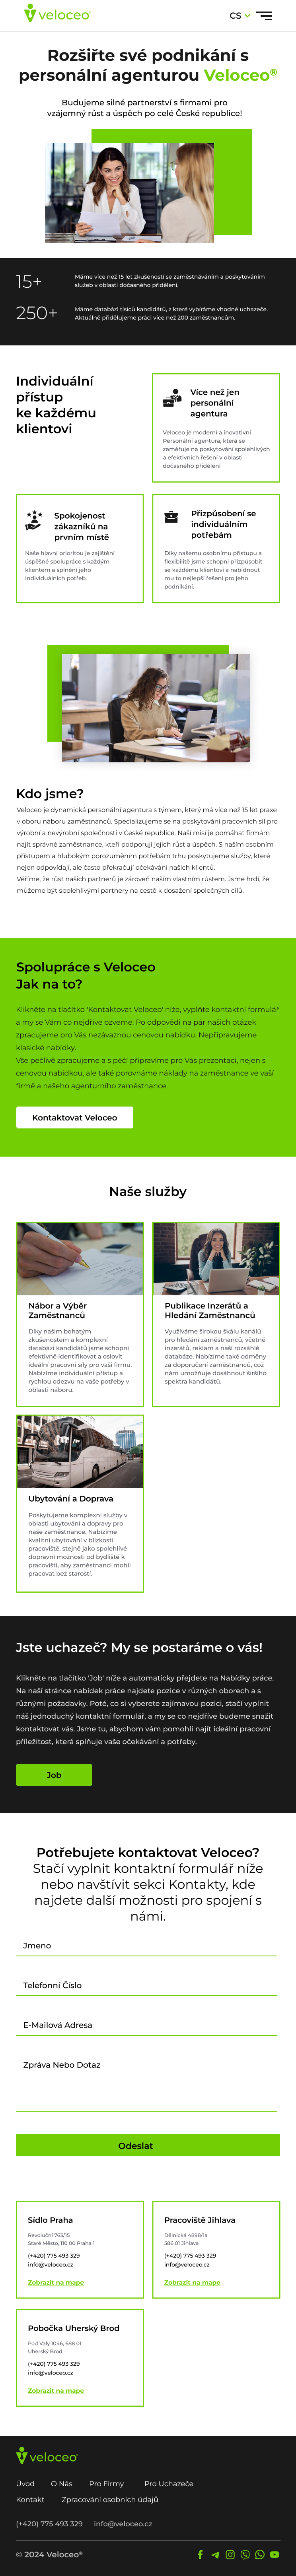 veloceo
CS
Rozšiřte své podnikání s
personální agenturou Veloceo®
Budujeme silné partnerství s firmami pro
vzájemný růst a úspěch po celé České republice!
15+
Máme více než 15 let zkušeností se zaměstnáváním a poskytováním
služeb v oblasti dočasného přidělení.
250+
Máme databázi tisíců kandidátů, z které vybíráme vhodné uchazeče.
Aktuálně přidělujeme práci více než 200 zaměstnancům.
Individuální
přístup
ke každému
klientovi
Více než jen
personální
agentura
Veloceo je moderní a inovativní
Personální agentura, která se
zaměřuje na poskytování spolehlivých
a efektivních řešení v oblasti
dočasného přidělení
Spokojenost
zákazníků na
prvním místě
Naše hlavní prioritou je zajištění
úspěšné spolupráce s každým
klientem a splnění jeho
individuálních potřeb.
Přizpůsobení se
individuálním
potřebám
Díky našemu osobnímu přístupu a
flexibilitě jsme schopni přizpůsobit
se každému klientovi a nabídnout
mu to nejlepší řešení pro jeho
podnikání.
Kdo jsme?
Veloceo je dynamická personální agentura s týmem, který má více než 15 let praxe
v oboru náboru zaměstnanců. Specializujeme se na poskytování pracovních sil pro
výrobní a nevýrobní společnosti v České republice. Naší misí je pomáhat firmám
najít správné zaměstnance, kteří podporují jejich růst a úspěch. S naším osobním
přístupem a hlubokým porozuměním potřebám trhu poskytujeme služby, které
nejen odpovídají, ale často překračují očekávání našich klientů.
Věříme, že růst našich partnerů je zároveň naším vlastním růstem. Jsme hrdí, že
můžeme být spolehlivými partnery na cestě k dosažení společných cílů.
Spolupráce s Veloceo
Jak na to?
Klikněte na tlačítko 'Kontaktovat Veloceo' níže, vyplňte kontaktní formulář
a my se Vám co nejdříve ozveme. Po odpovědi na pár našich otázek
zpracujeme pro Vás nezávaznou cenovou nabídku. Nepřipravujeme
klasické nabídky.
Vše pečlivě zpracujeme a s péčí připravíme pro Vás prezentaci, nejen s
cenovou nabídkou, ale také porovnáme náklady na zaměstnance ve vaší
firmě a našeho agenturního zaměstnance.
Kontaktovat Veloceo
Naše služby
Nábor a Výběr
Zaměstnanců
Díky našim bohatým
zkušenostem a komplexní
databázi kandidátů jsme schopni
efektivně identifikovat a oslovit
ideální pracovní síly pro vaši firmu.
Nabízíme individuální přístup a
rychlou odezvu na vaše potřeby v
oblasti náboru.
Publikace Inzerátů a
Hledání Zaměstnanců
Využíváme širokou škálu kanálů
pro hledání zaměstnanců, včetně
inzerátů, reklam a naší rozsáhlé
databáze. Nabízíme také odměny
za doporučení zaměstnanců, což
nám umožňuje dosáhnout širšího
spektra kandidátů.
Ubytování a Doprava
Poskytujeme komplexní služby v
oblasti ubytování a dopravy pro
naše zaměstnance. Nabízíme
kvalitní ubytování v blízkosti
pracoviště, stejně jako spolehlivé
dopravní možnosti od bydliště k
pracovišti, aby zaměstnanci mohli
pracovat bez starostí.
Jste uchazeč? My se postaráme o vás!
Klikněte na tlačítko 'Job' níže a automaticky přejdete na Nabídky práce.
Na naší stránce nabídek práce najdete pozice v různých oborech a s
různými požadavky. Poté, co si vyberete zajímavou pozici, stačí vyplnit
náš jednoduchý kontaktní formulář, a my se co nejdříve budeme snažit
kontaktovat vás. Jsme tu, abychom vám pomohli najít ideální pracovní
příležitost, která splňuje vaše očekávání a potřeby.
Job
Potřebujete kontaktovat Veloceo?
Stačí vyplnit kontaktní formulář níže
nebo navštívit sekci Kontakty, kde
najdete další možnosti pro spojení s
námi.
Jmeno
Telefonní Číslo
E-Mailová Adresa
Zpráva Nebo Dotaz
Odeslat
Sídlo Praha
Revoluční 763/15
Staré Město, 110 00 Praha 1
(+420) 775 493 329
info@veloceo.cz
Zobrazit na mape
Pracoviště Jihlava
Dělnická 4898/1a
586 01 Jihlava
(+420) 775 493 329
info@veloceo.cz
Zobrazit na mape
Pobočka Uherský Brod
Pod Valy 1046, 688 01
Uherský Brod
(+420) 775 493 329
info@veloceo.cz
Zobrazit na mape
veloceo
Úvod O Nás Pro Firmy Pro Uchazeče
Kontakt Zpracování osobních údajů
(+420) 775 493 329 info@veloceo.cz
© 2024 Veloceo®